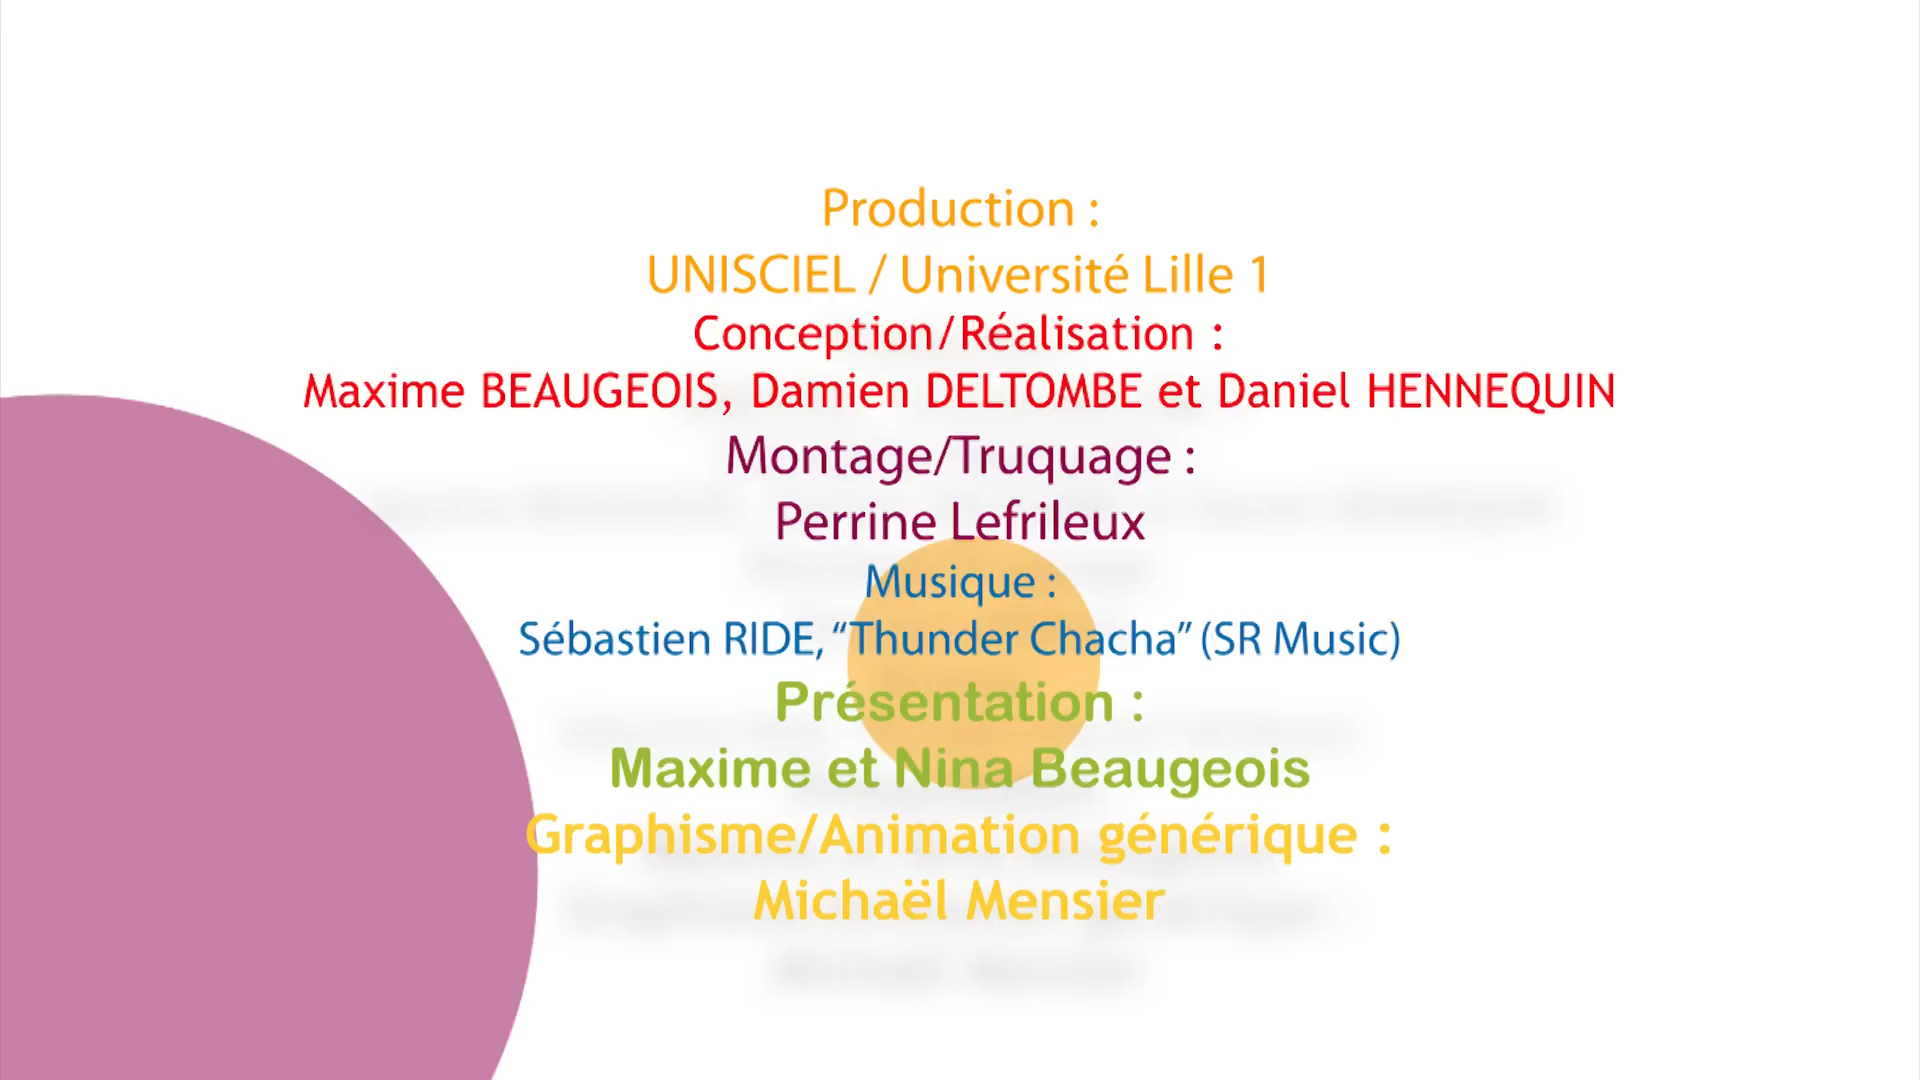 Production :
UNISCIEL / Université Lille 1
Conception/Réalisation :
Maxime BEAUGEOIS, Damien DELTOMBE et Daniel HENNEQUIN
Montage/Truquage :
Perrine Lefrileux
Musique :
Sébastien RIDE, “Thunder Chacha” (SR Music)
Présentation :
Maxime et Nina Beaugeois
Graphisme/Animation générique :
Michaël Mensier